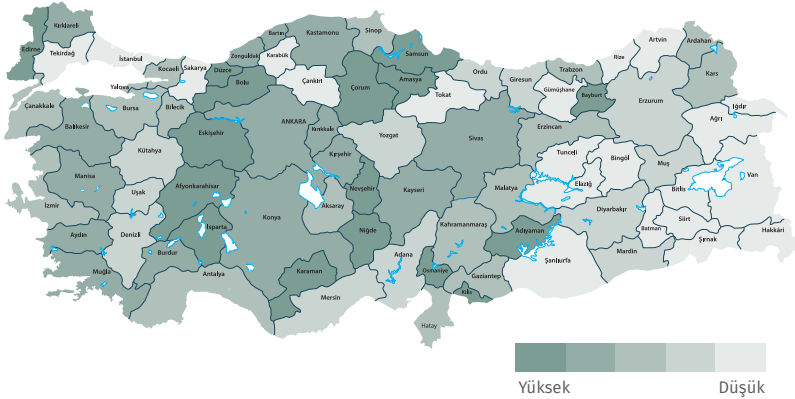 Kırklareli
Edirne
Tekirdağ
İstanbul
Kocaeli
Yalova
Sakarya
Düzce
Bolu
Zonguldak
Bartın
Karabük
Kastamonu
Sinop
Çankırı
Samsun
Amasya
Çorum
Tokat
Ordu
Giresun
Trabzon
Gümüşhane
Bayburt
Rize
Artvin
Ardahan
Kars
Iğdır
Ağrı
Erzurum
Erzincan
Çanakkale
Balıkesir
Bursa
Bilecik
Eskişehir
ANKARA
Kırıkkale
Kırşehir
Yozgat
Sivas
Kütahya
Manisa
Uşak
Afyonkarahisar
İzmir
Aydın
Denizli
Muğla
Burdur
Isparta
Antalya
Konya
Aksaray
Nevşehir
Niğde
Kayseri
Karaman
Mersin
Adana
Osmaniye
Hatay
Kilis
Gaziantep
Kahramanmaraş
Malatya
Adıyaman
Şanlıurfa
Tunceli
Elazığ
Bingöl
Muş
Bitlis
Van
Diyarbakır
Batman
Siirt
Mardin
Şırnak
Hakkâri
Yüksek
Düşük